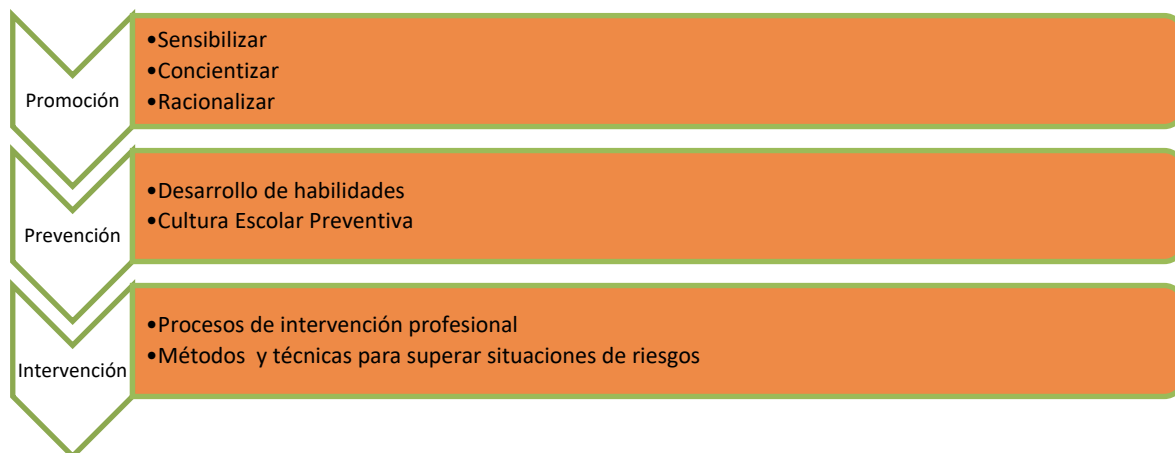 Promoción
•Sensibilizar
•Concientizar
•Racionalizar
Prevención
•Desarrollo de habilidades
•Cultura Escolar Preventiva
Intervención
•Procesos de intervención profesional
•Métodos  y técnicas para superar situaciones de riesgos